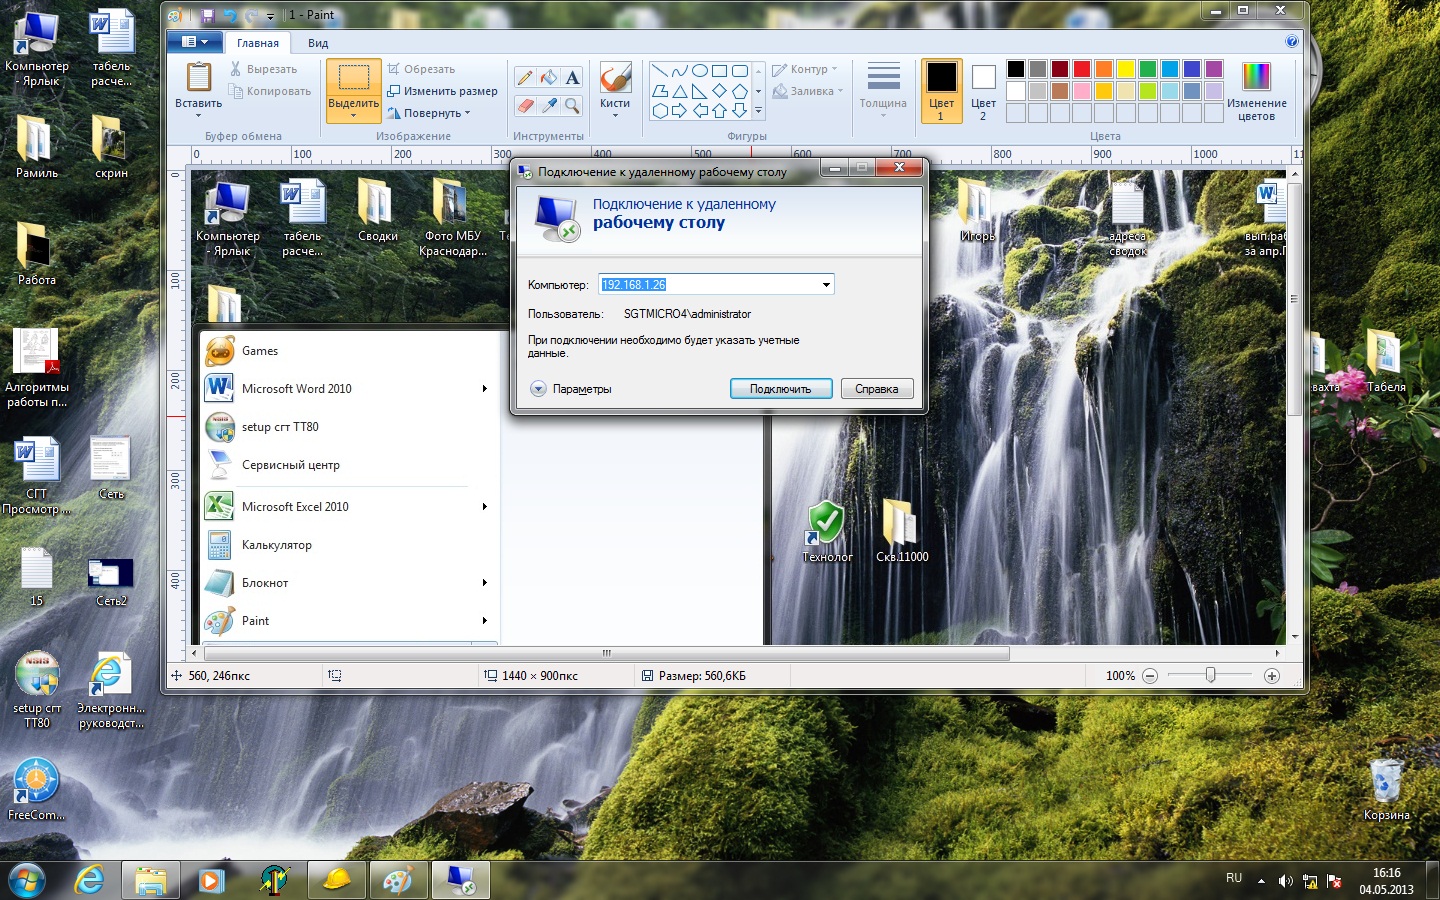 Компьютер
- Ярлык
табель
расче...
Рамиль
скрин
Работа
Алгоритмы
работы п...
СГТ
Просмотр ...
Сеть
15
Сеть2
setup сгт
ТТ80
Электронн...
руководст...
FreeCom...
1 - Paint
Главная
Вид
Вставить
Вырезать
Копировать
Буфер обмена
Выделить
Обрезать
Изменить размер
Повернуть
Изображение
A
Инструменты
Кисти
Контур
Заливка
Фигуры
Толщина
Цвет
1
Цвет
2
Изменение
цветов
Цвета
0 100 200 300 400 500 600 700 800 900 1000
0
100
200
300
400
Компьютер
- Ярлык
табель
расче...
Сводки
Фото МБУ
Краснодар...
Игорь
адреса
сводок
вып.раб
за апр.Г
Games
Microsoft Word 2010
setup сгт ТТ80
Сервисный центр
Microsoft Excel 2010
Калькулятор
Блокнот
Paint
Технолог
Скв.11000
Подключение к удаленному рабочему столу
Подключение к удаленному
рабочему столу
Компьютер: 192.168.1.26
Пользователь: SGTMICRO4\administrator
При подключении необходимо будет указать учетные
данные.
Параметры
Подключить
Справка
560, 246пкс
1440 × 900пкс
Размер: 560,6КБ
100%
вахта
Табеля
Корзина
RU
16:16
04.05.2013